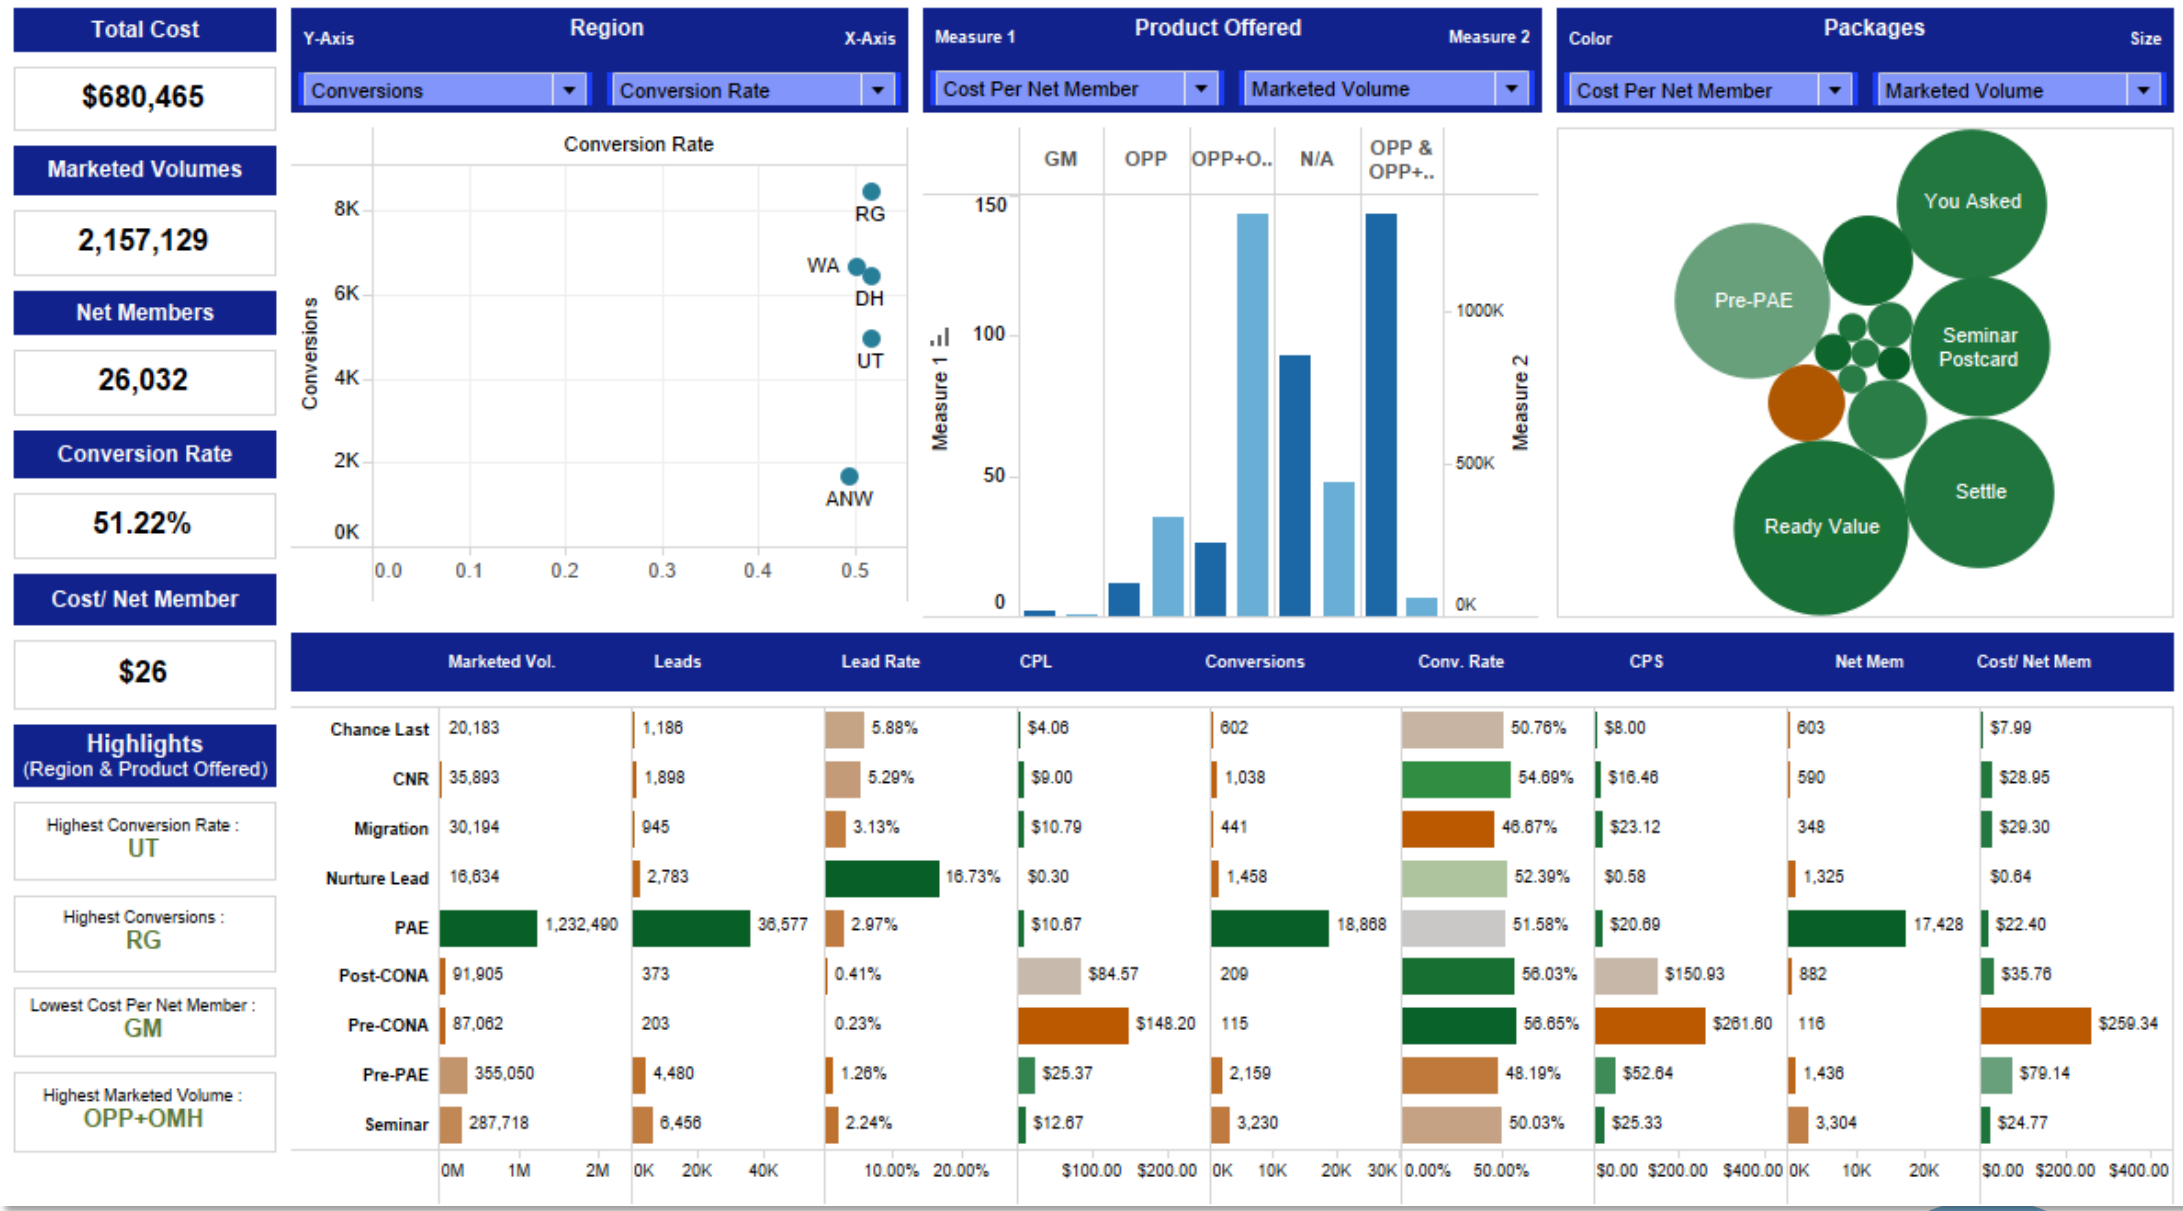 Total Cost
$680,465
Marketed Volumes
2,157,129
Net Members
26,032
Conversion Rate
51.22%
Cost/ Net Member
$26
Highlights
(Region & Product Offered)
Highest Conversion Rate :
UT
Highest Conversions :
RG
Lowest Cost Per Net Member :
GM
Highest Marketed Volume :
OPP+OMH
Y-Axis Region X-Axis
Conversions Conversion Rate
Conversion Rate
Conversions
8K
6K
4K
2K
0K
RG
WA
DH
UT
ANW
0.0 0.1 0.2 0.3 0.4 0.5
Measure 1 Product Offered Measure 2
Cost Per Net Member Marketed Volume
GM OPP OPP+O.. N/A OPP &
OPP+..
Measure 1
150
100
50
0
1000K
500K
0K
Measure 2
Color Packages Size
Cost Per Net Member Marketed Volume
You Asked
Pre-PAE
Seminar
Postcard
Settle
Ready Value
Marketed Vol. Leads Lead Rate CPL Conversions Conv. Rate CPS Net Mem Cost/ Net Mem
Chance Last 20,183 1,186 5.88% $4.06 602 50.76% $8.00 603 $7.99
CNR 35,893 1,898 5.29% $9.00 1,038 54.69% $16.46 590 $28.95
Migration 30,194 945 3.13% $10.79 441 46.67% $23.12 348 $29.30
Nurture Lead 16,634 2,783 16.73% $0.30 1,458 52.39% $0.58 1,325 $0.64
PAE 1,232,490 36,577 2.97% $10.67 18,868 51.58% $20.69 17,428 $22.40
Post-CONA 91,905 373 0.41% $84.57 209 56.03% $150.93 882 $35.76
Pre-CONA 87,062 203 0.23% $148.20 115 56.65% $261.60 116 $259.34
Pre-PAE 355,050 4,480 1.26% $25.37 2,159 48.19% $52.64 1,436 $79.14
Seminar 287,718 6,456 2.24% $12.67 3,230 50.03% $25.33 3,304 $24.77
0M 1M 2M 0K 20K 40K 10.00% 20.00% $100.00 $200.00 0K 10K 20K 30K 0.00% 50.00% $0.00 $200.00 $400.00 0K 10K 20K $0.00 $200.00 $400.00